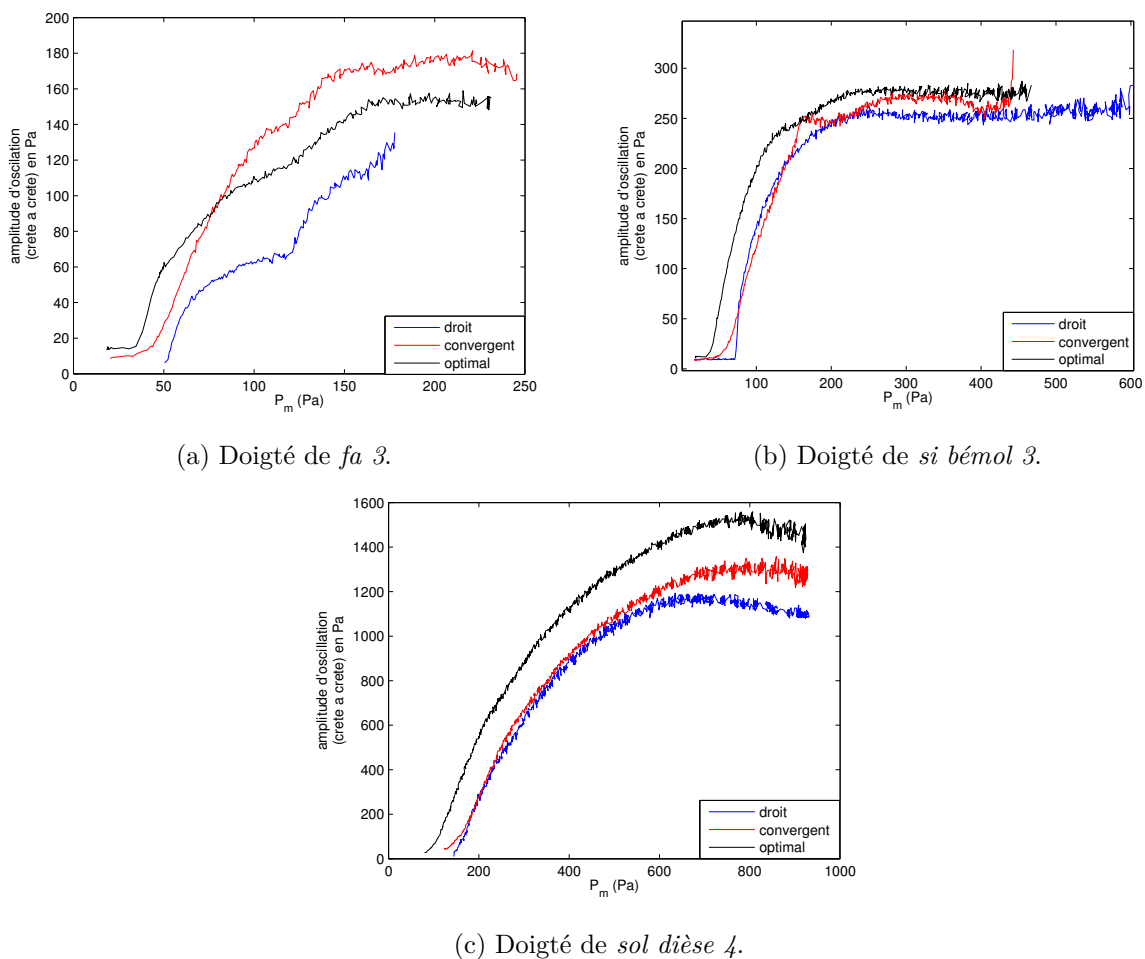 200
180
160
140
120
100
80
60
40
20
0
amplitude d'oscillation
(crete a crete) en Pa
0 50 100 150 200 250
P_m (Pa)
droit
convergent
optimal
(a) Doigté de fa 3.
300
250
200
150
100
50
0
amplitude d'oscillation
(crete a crete) en Pa
100 200 300 400 500 600
P_m (Pa)
droit
convergent
optimal
(b) Doigté de si bémol 3.
1600
1400
1200
1000
800
600
400
200
0
amplitude d'oscillation
(crete a crete) en Pa
0 200 400 600 800 1000
P_m (Pa)
droit
convergent
optimal
(c) Doigté de sol dièse 4.